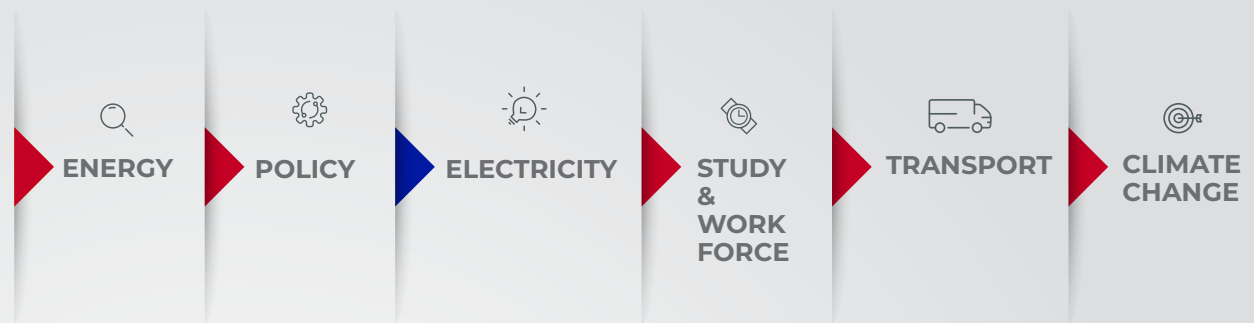 ENERGY
POLICY
ELECTRICITY
STUDY
&
WORK
FORCE
TRANSPORT
CLIMATE
CHANGE